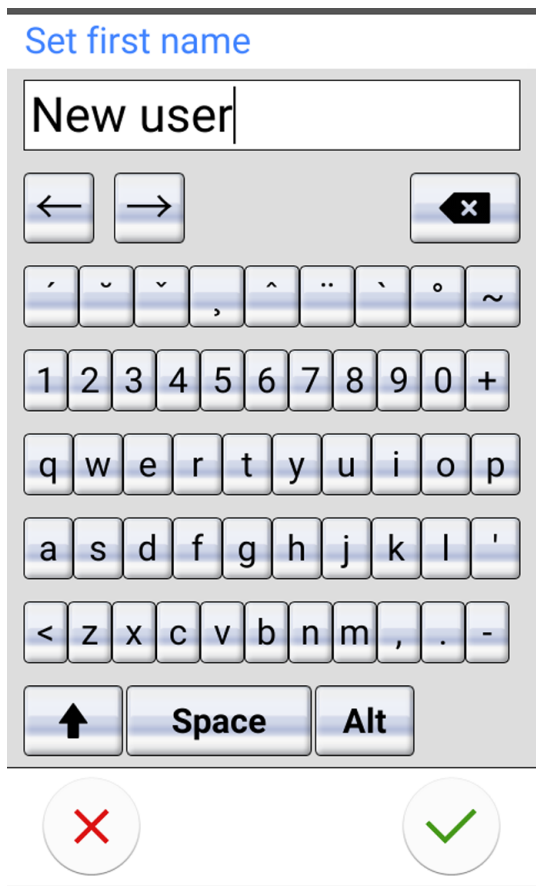 Set first name
New user
← →
´ ˘ ˇ ¸ ˆ ¨ ` ° ~
1 2 3 4 5 6 7 8 9 0 +
q w e r t y u i o p
a s d f g h j k l '
< z x c v b n m , . -
Space Alt